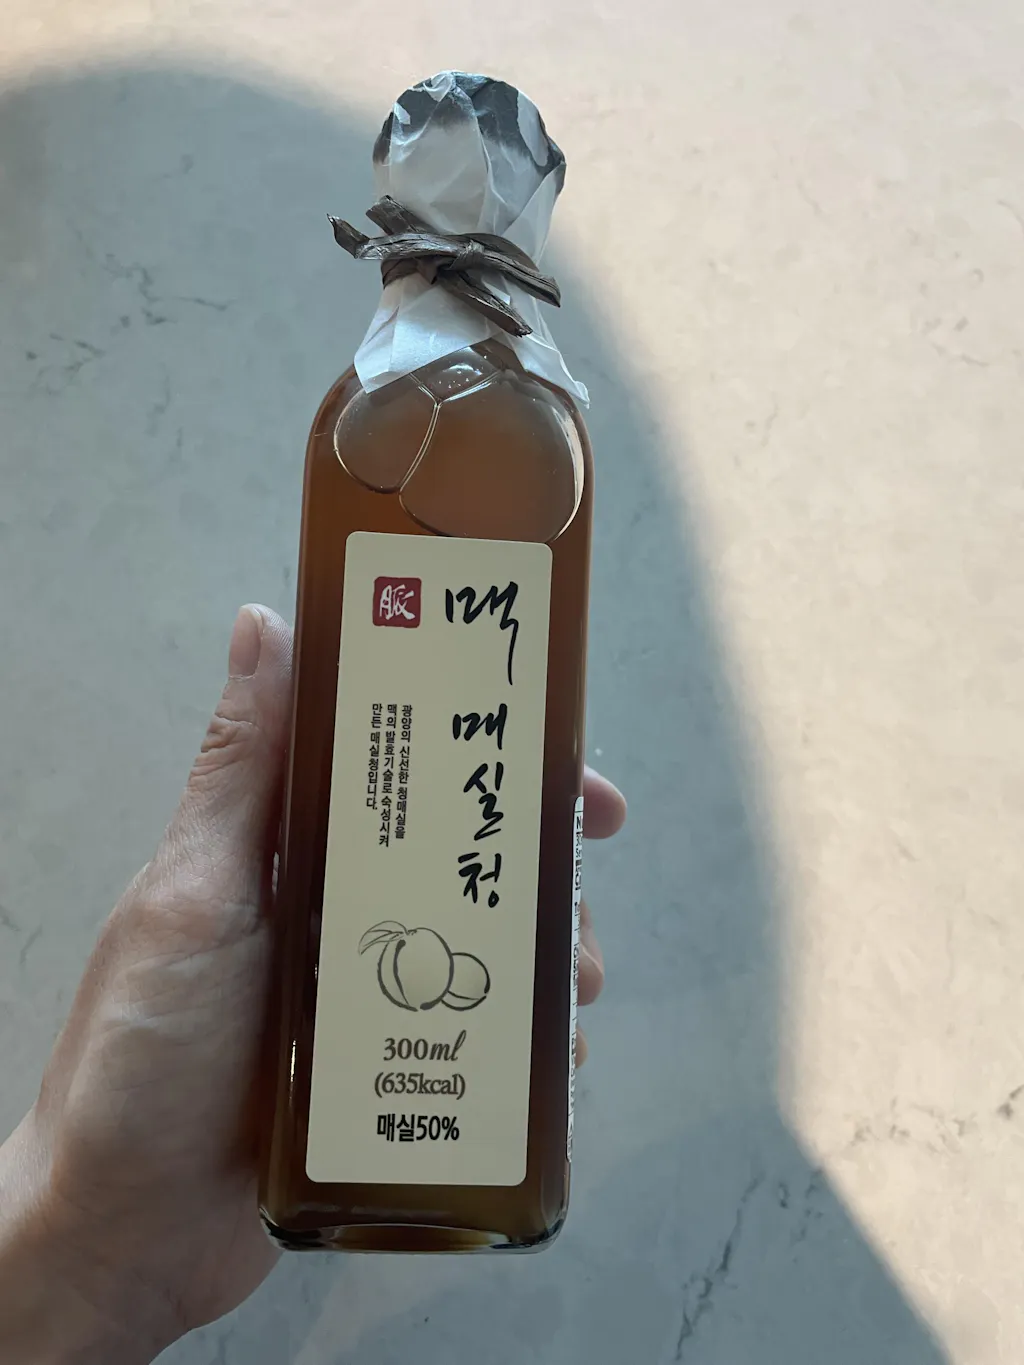 脈
맥
매실청
광양의 신선한 청매실을
맥의 발효기술로 숙성시켜
만든 매실청입니다.
300ml
(635kcal)
매실50%